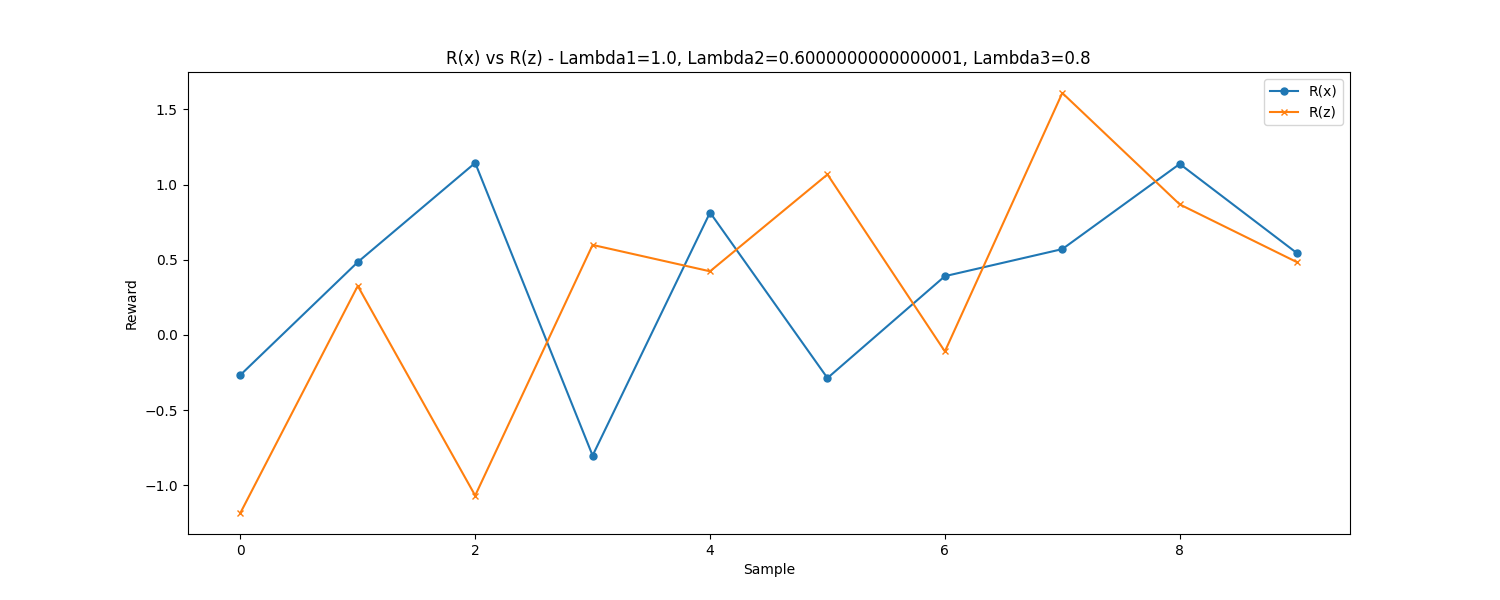 R(x) vs R(z) - Lambda1=1.0, Lambda2=0.6000000000000001, Lambda3=0.8
R(x)
R(z)
Reward
1.5
1.0
0.5
0.0
−0.5
−1.0
0 2 4 6 8
Sample